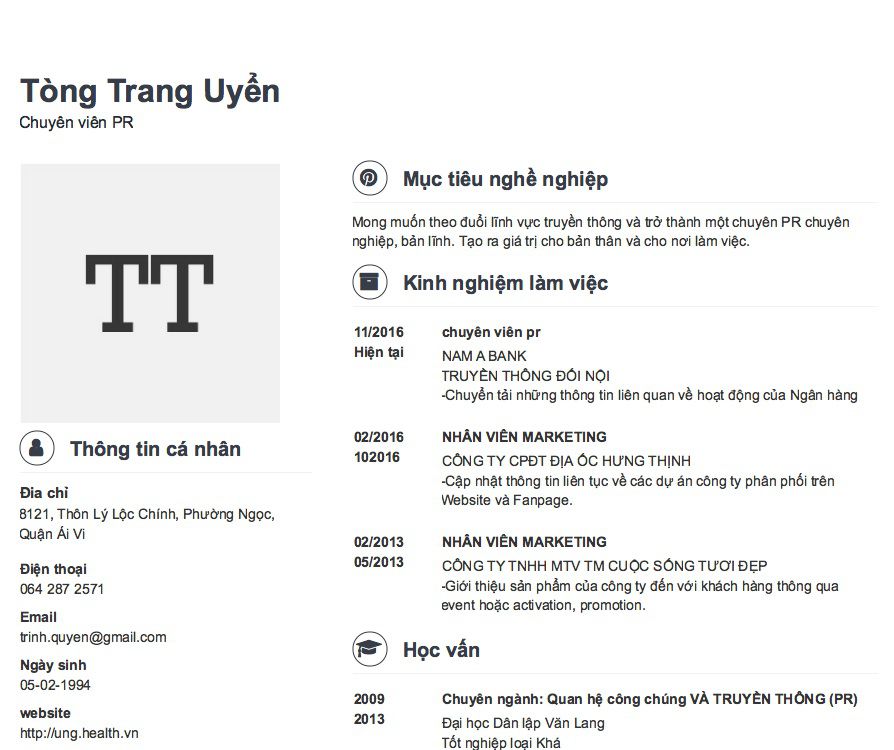 Tòng Trang Uyển
Chuyên viên PR
TT
Thông tin cá nhân
Đia chỉ
8121, Thôn Lý Lộc Chính, Phường Ngọc,
Quận Ái Vi
Điện thoại
064 287 2571
Email
trinh.quyen@gmail.com
Ngày sinh
05-02-1994
website
http://ung.health.vn
Mục tiêu nghề nghiệp
Mong muốn theo đuổi lĩnh vực truyền thông và trở thành một chuyên PR chuyên
nghiệp, bản lĩnh. Tạo ra giá trị cho bản thân và cho nơi làm việc.
Kinh nghiệm làm việc
11/2016 chuyên viên pr
Hiện tại NAM A BANK
TRUYỀN THÔNG ĐỐI NỘI
-Chuyển tải những thông tin liên quan về hoạt động của Ngân hàng
02/2016 NHÂN VIÊN MARKETING
102016 CÔNG TY CPĐT ĐỊA ỐC HƯNG THỊNH
-Cập nhật thông tin liên tục về các dự án công ty phân phối trên
Website và Fanpage.
02/2013 NHÂN VIÊN MARKETING
05/2013 CÔNG TY TNHH MTV TM CUỘC SỐNG TƯƠI ĐẸP
-Giới thiệu sản phẩm của công ty đến với khách hàng thông qua
event hoặc activation, promotion.
Học vấn
2009 Chuyên ngành: Quan hệ công chúng VÀ TRUYỀN THÔNG (PR)
2013 Đại học Dân lập Văn Lang
Tốt nghiệp loại Khá